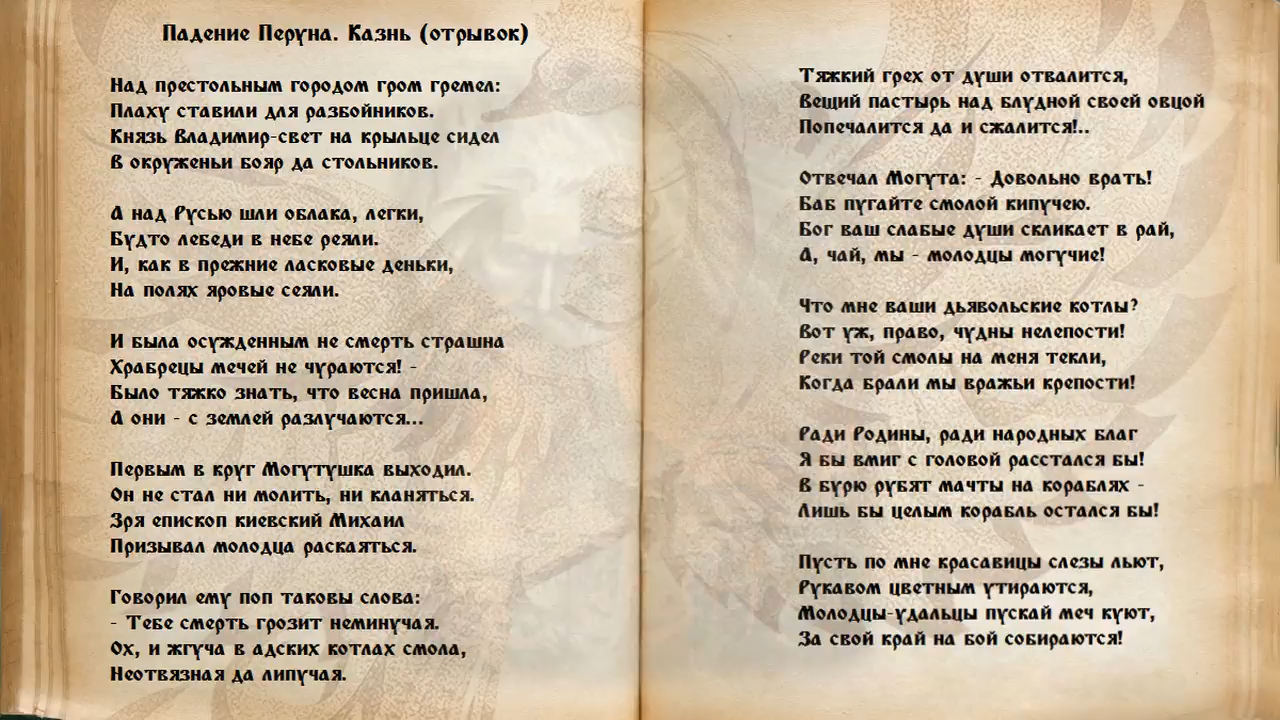 Падение Перуна. Казнь (отрывок)
Над престольным городом гром гремел:
Плаху ставили для разбойников.
Князь Владимир-свет на крыльце сидел
В окруженьи бояр да стольников.
А над Русью шли облака, легки,
Будто лебеди в небе реяли.
И, как в прежние ласковые деньки,
На полях яровые сеяли.
И была осужденным не смерть страшна
Храбрецы мечей не чураются! -
Было тяжко знать, что весна пришла,
А они - с землей разлучаются...
Первым в круг Могутушка выходил.
Он не стал ни молить, ни кланяться.
Зря епископ киевский Михаил
Призывал молодца раскаяться.
Говорил ему поп таковы слова:
- Тебе смерть грозит неминучая.
Ох, и жгуча в адских котлах смола,
Неотвязная да липучая.
Тяжкий грех от души отвалится,
Вещий пастырь над блудной своей овцой
Попечалится да и сжалится!..
Отвечал Могута: - Довольно врать!
Баб пугайте смолой кипучею.
Бог ваш слабые души скликает в рай,
А, чай, мы - молодцы могучие!
Что мне ваши дьявольские котлы?
Вот уж, право, чудны нелепости!
Реки той смолы на меня текли,
Когда брали мы вражьи крепости!
Ради Родины, ради народных благ
Я бы вмиг с головой расстался бы!
В бурю рубят мачты на кораблях -
Лишь бы целым корабль остался бы!
Пусть по мне красавицы слезы льют,
Рукавом цветным утираются,
Молодцы-удальцы пускай меч куют,
За свой край на бой собираются!